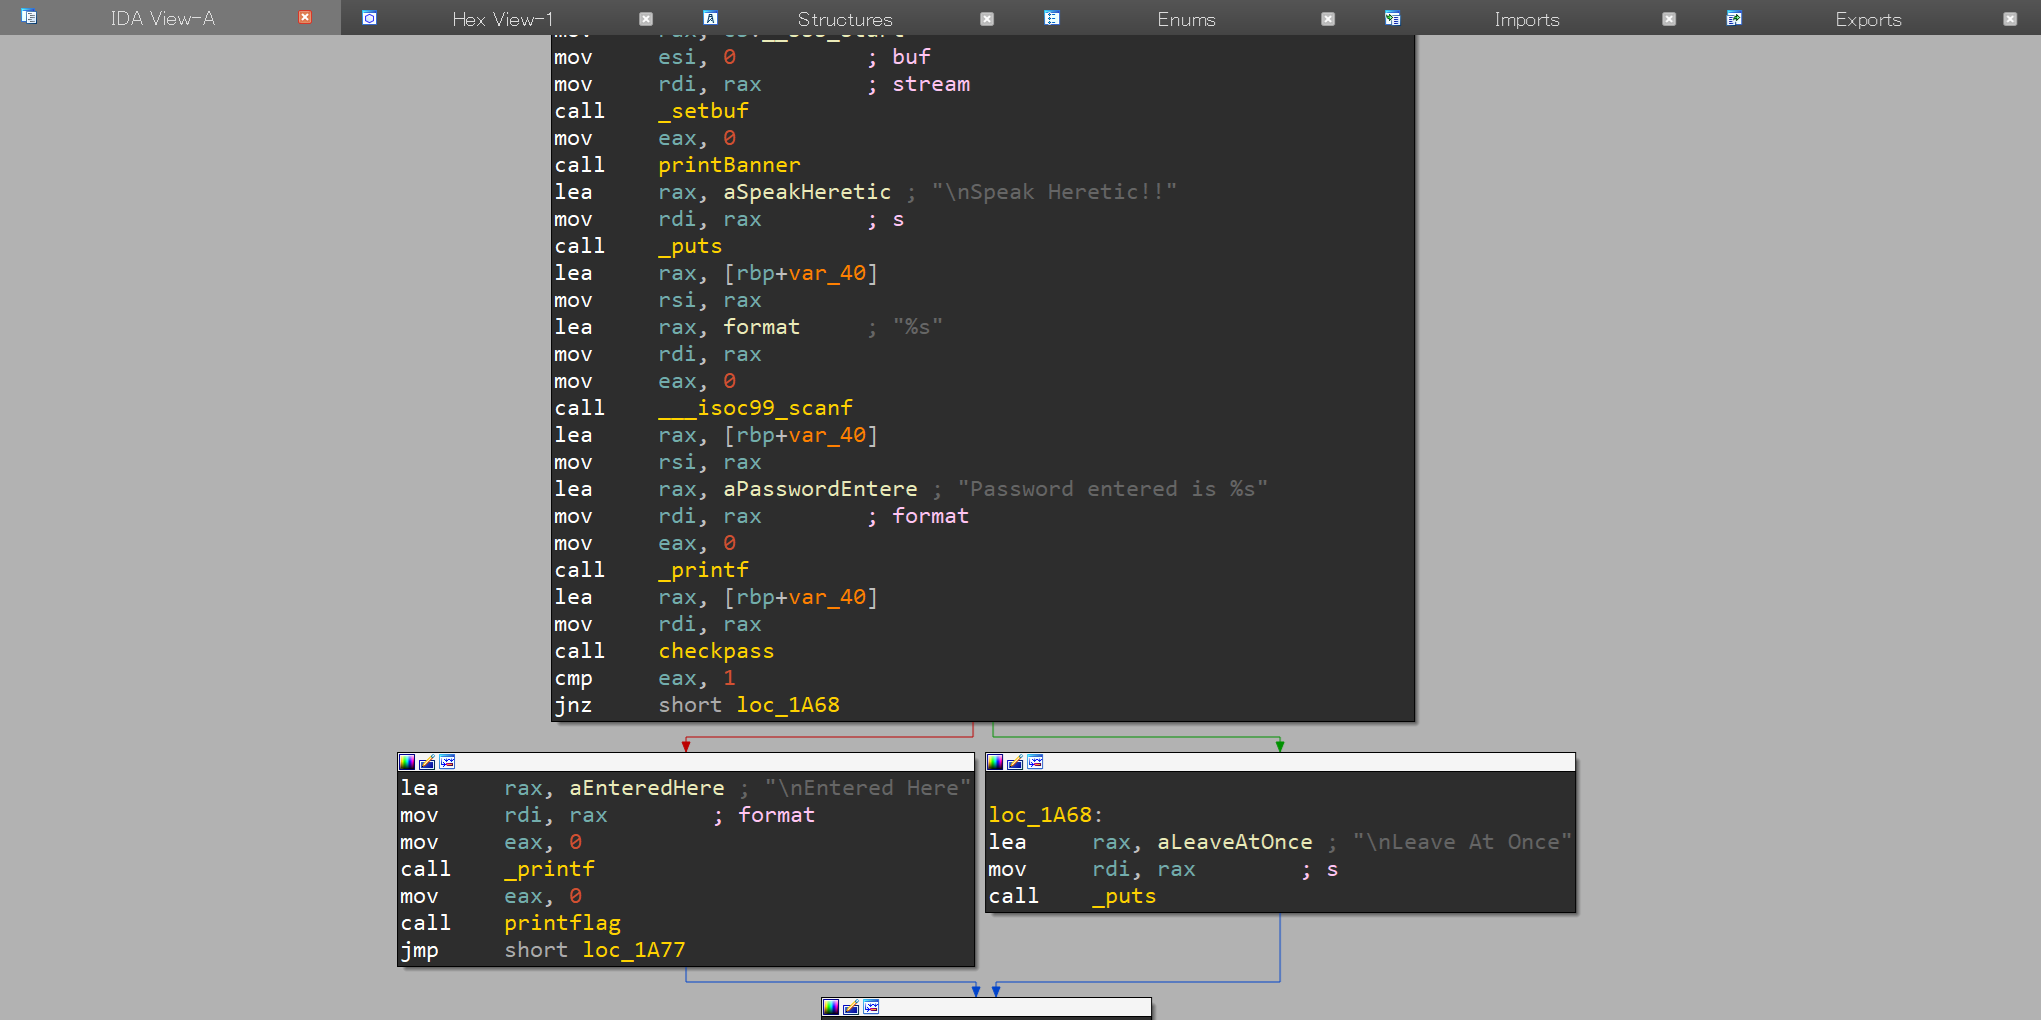 IDA View-A Hex View-1 Structures Enums Imports Exports
mov esi, 0 ; buf
mov rdi, rax ; stream
call _setbuf
mov eax, 0
call printBanner
lea rax, aSpeakHeretic ; "\nSpeak Heretic!!"
mov rdi, rax ; s
call _puts
lea rax, [rbp+var_40]
mov rsi, rax
lea rax, format ; "%s"
mov rdi, rax
mov eax, 0
call ___isoc99_scanf
lea rax, [rbp+var_40]
mov rsi, rax
lea rax, aPasswordEntere ; "Password entered is %s"
mov rdi, rax ; format
mov eax, 0
call _printf
lea rax, [rbp+var_40]
mov rdi, rax
call checkpass
cmp eax, 1
jnz short loc_1A68
lea rax, aEnteredHere ; "\nEntered Here"
mov rdi, rax ; format
mov eax, 0
call _printf
mov eax, 0
call printflag
jmp short loc_1A77
loc_1A68:
lea rax, aLeaveAtOnce ; "\nLeave At Once"
mov rdi, rax ; s
call _puts